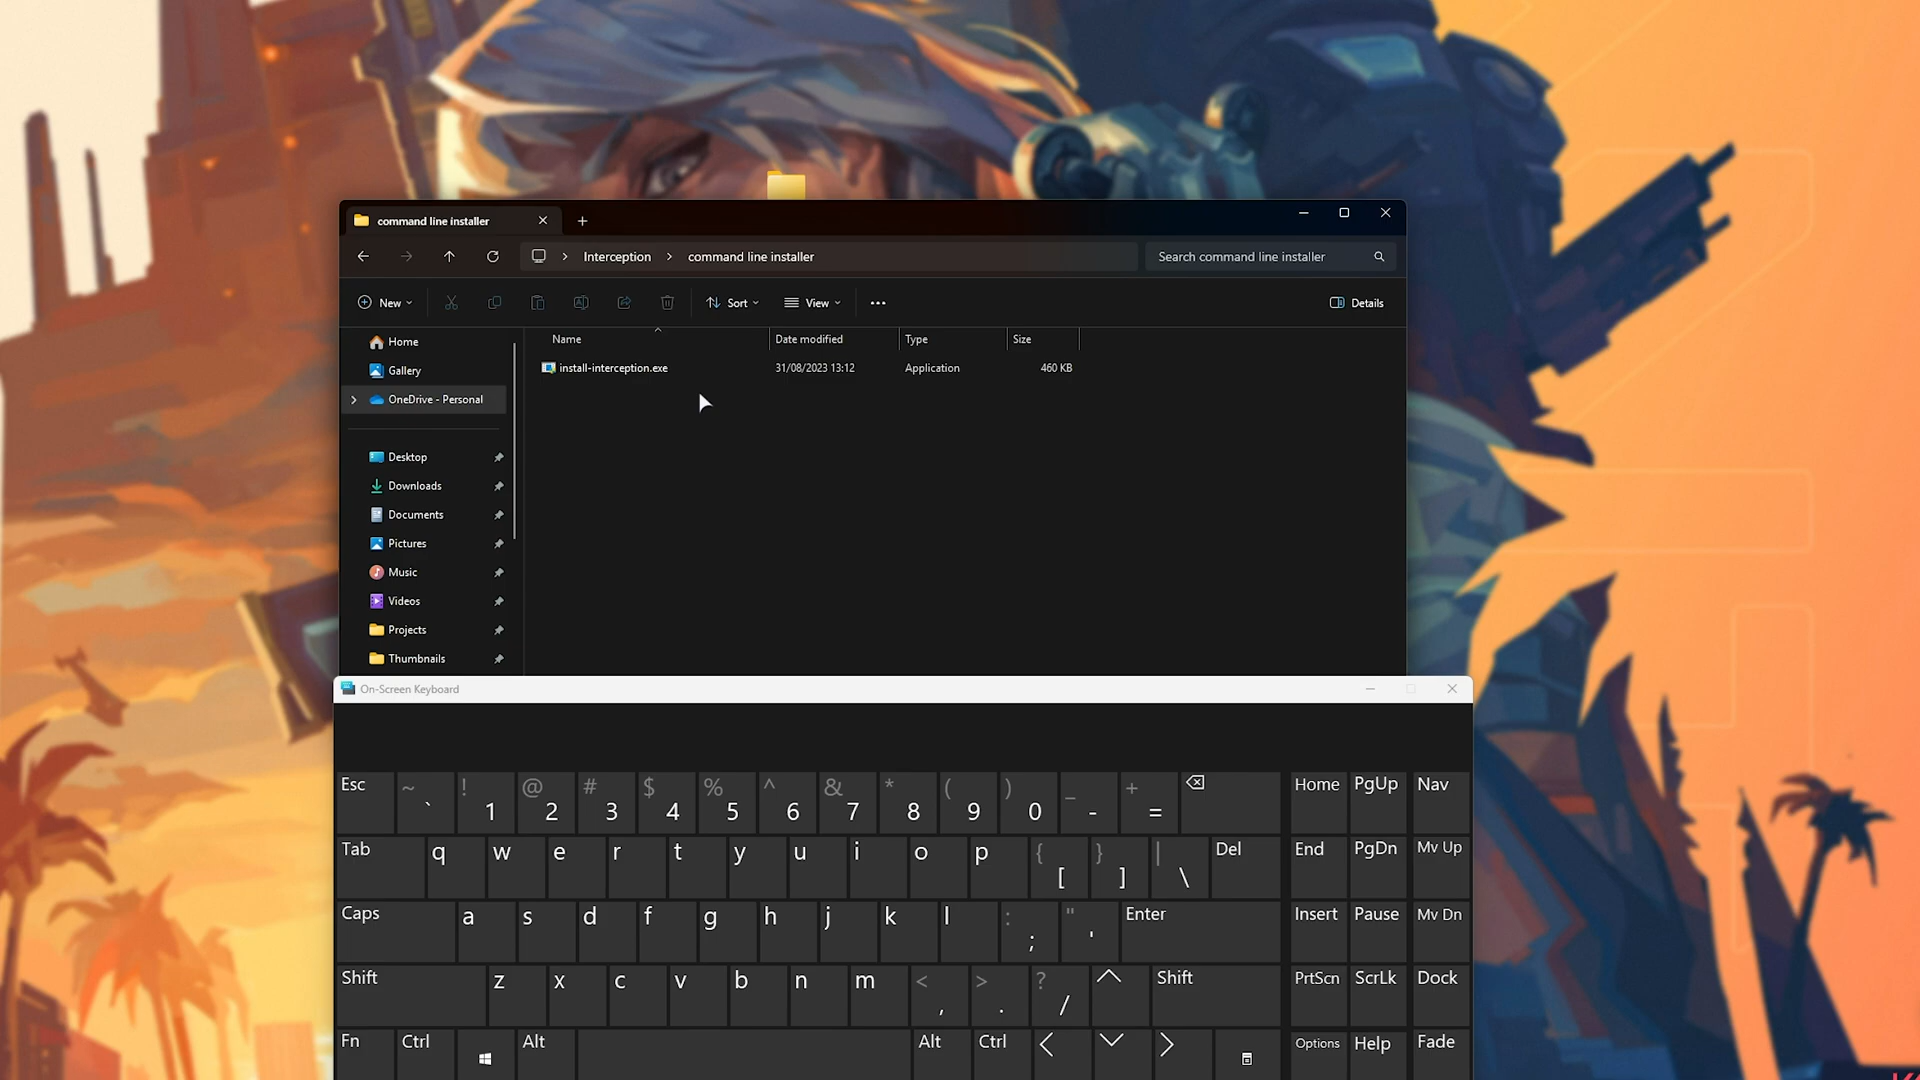 command line installer
Interception
command line installer
Search command line installer
New
Sort
View
Details
Name
Date modified
Type
Size
install-interception.exe
31/08/2023 13:12
Application
460 KB
Home
Gallery
OneDrive - Personal
Desktop
Downloads
Documents
Pictures
Music
Videos
Projects
Thumbnails
On-Screen Keyboard
Esc ~ ` ! 1 @ 2 # 3 $ 4 % 5 ^ 6 & 7 * 8 ( 9 ) 0 _ - + = Home PgUp Nav
Tab q w e r t y u i o p { [ } ] | \ Del End PgDn Mv Up
Caps a s d f g h j k l : ; " ' Enter Insert Pause Mv Dn
Shift z x c v b n m < , > . ? / Shift PrtScn ScrLk Dock
Fn Ctrl Alt Alt Ctrl Options Help Fade